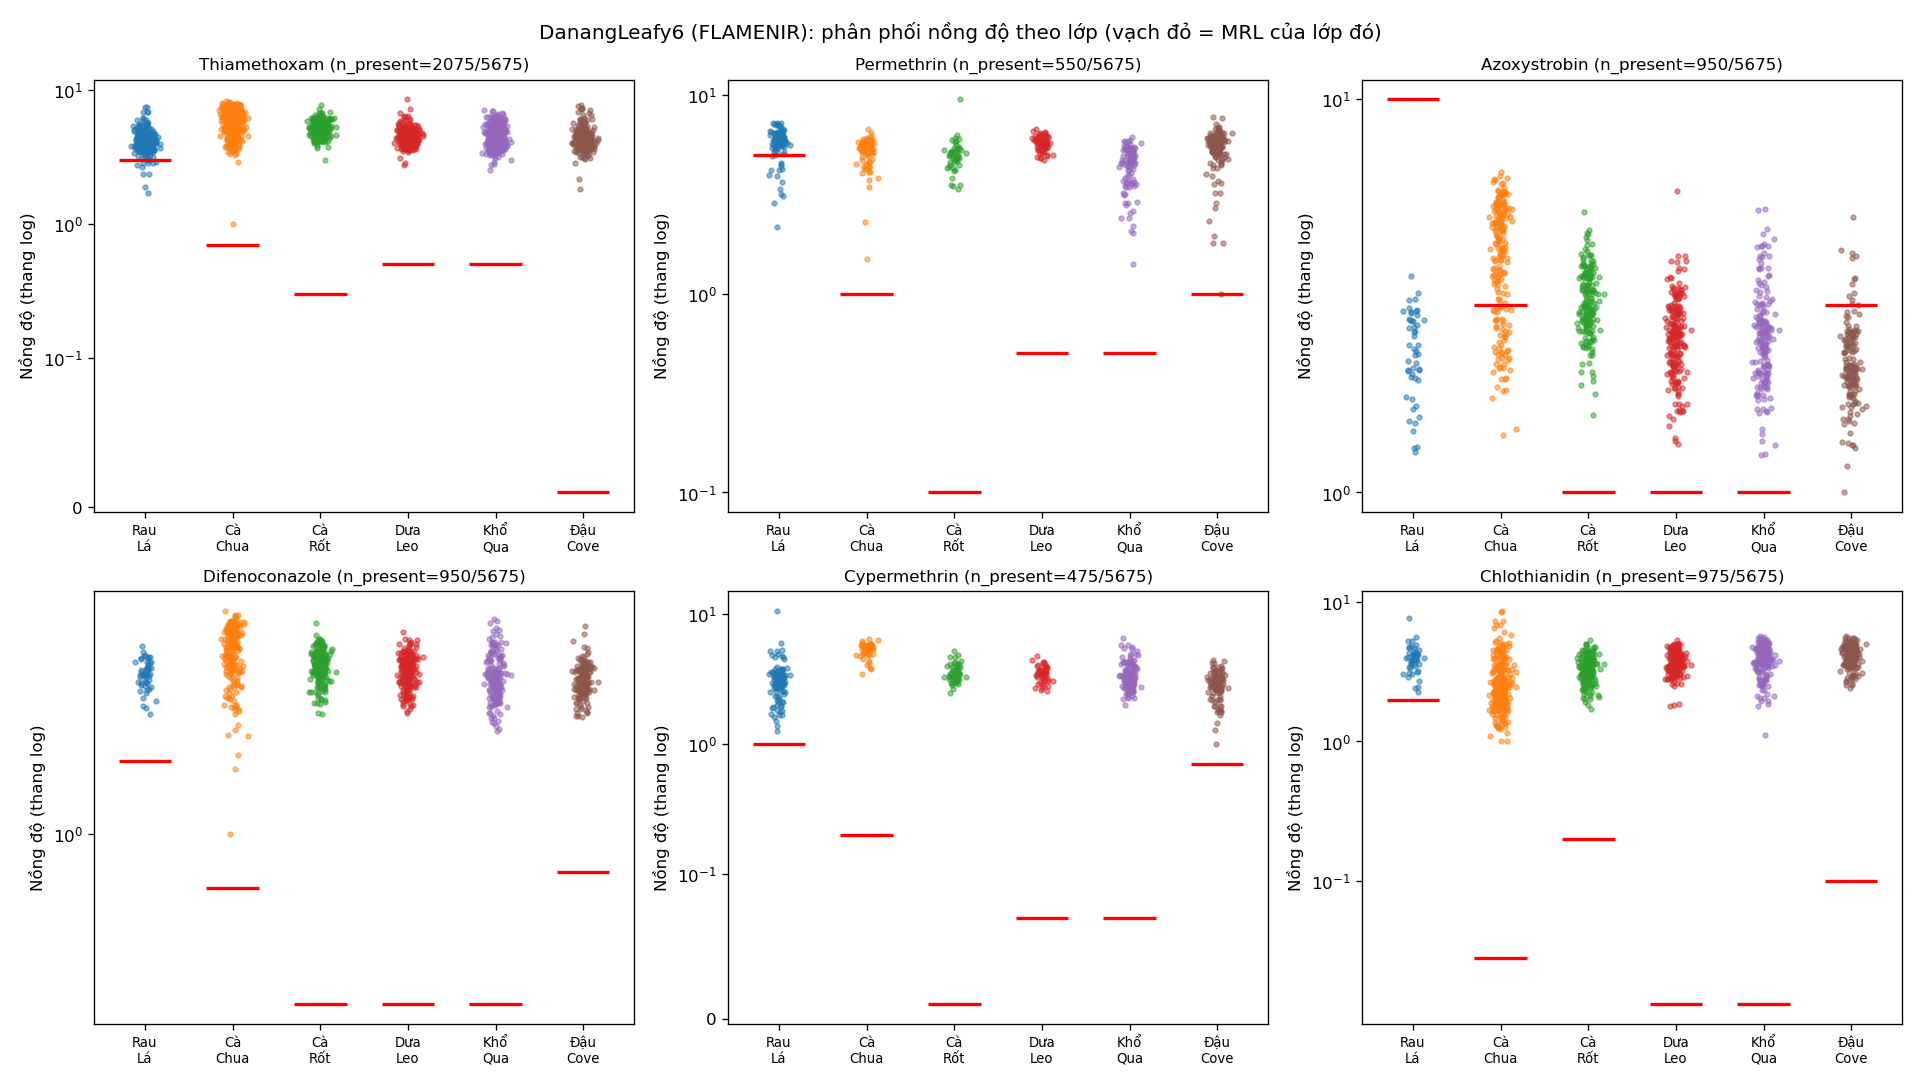 DanangLeafy6 (FLAMENIR): phân phối nồng độ theo lớp (vạch đỏ = MRL của lớp đó)
Thiamethoxam (n_present=2075/5675)
Nồng độ (thang log)
10¹
10⁰
10⁻¹
0
Rau Lá
Cà Chua
Cà Rốt
Dưa Leo
Khổ Qua
Đậu Cove
Permethrin (n_present=550/5675)
Nồng độ (thang log)
10¹
10⁰
10⁻¹
Rau Lá
Cà Chua
Cà Rốt
Dưa Leo
Khổ Qua
Đậu Cove
Azoxystrobin (n_present=950/5675)
Nồng độ (thang log)
10¹
10⁰
Rau Lá
Cà Chua
Cà Rốt
Dưa Leo
Khổ Qua
Đậu Cove
Difenoconazole (n_present=950/5675)
Nồng độ (thang log)
10⁰
Rau Lá
Cà Chua
Cà Rốt
Dưa Leo
Khổ Qua
Đậu Cove
Cypermethrin (n_present=475/5675)
Nồng độ (thang log)
10¹
10⁰
10⁻¹
0
Rau Lá
Cà Chua
Cà Rốt
Dưa Leo
Khổ Qua
Đậu Cove
Chlothianidin (n_present=975/5675)
Nồng độ (thang log)
10¹
10⁰
10⁻¹
Rau Lá
Cà Chua
Cà Rốt
Dưa Leo
Khổ Qua
Đậu Cove